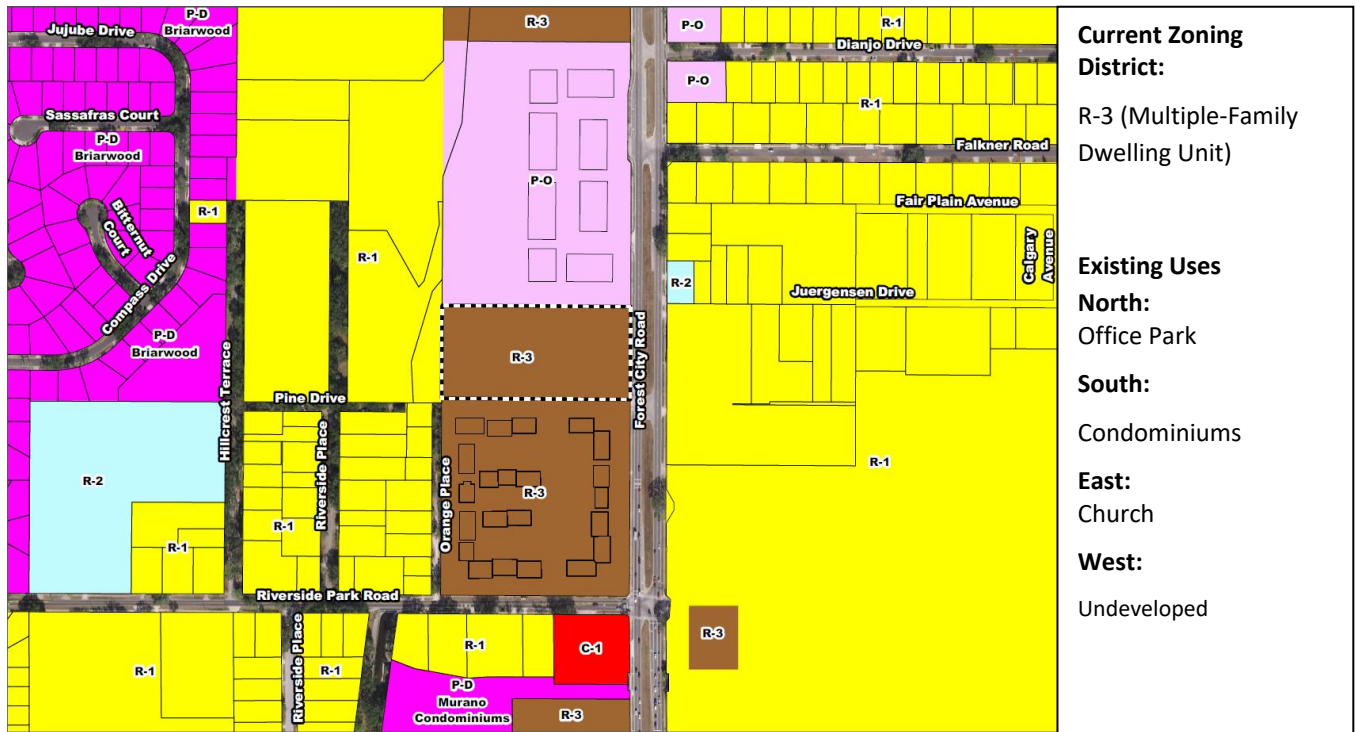 Jujube Drive
P-D
Briarwood
R-3
P-O
R-1
Dianjo Drive
P-O
R-1
Sassafras Court
P-D
Briarwood
Falkner Road
P-O
Fair Plain Avenue
R-1
Bitternut
Court
R-1
Calgary
Avenue
R-2
Juergensen Drive
Compass Drive
P-D
Briarwood
Hillcrest Terrace
R-3
Forest City Road
Pine Drive
R-2
R-1
R-1
Riverside Place
R-1
Orange Place
R-3
R-1
Riverside Park Road
R-1
Riverside Place
R-1
R-1
C-1
R-3
P-D
Murano
Condominiums
R-3
Current Zoning
District:
R-3 (Multiple-Family
Dwelling Unit)
Existing Uses
North:
Office Park
South:
Condominiums
East:
Church
West:
Undeveloped